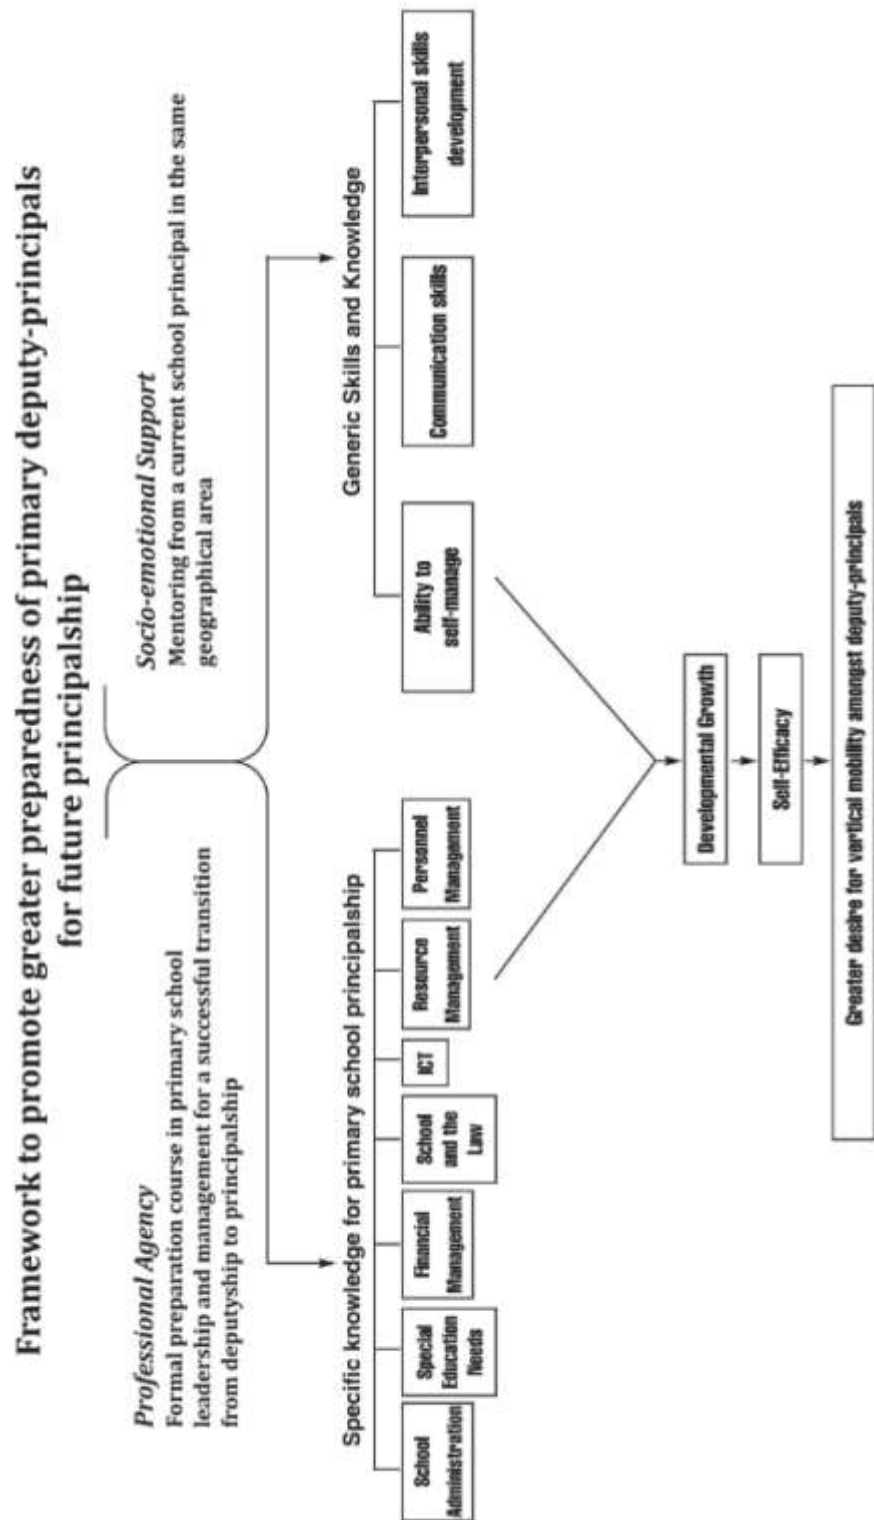 Framework to promote greater preparedness of primary deputy-principals
for future principalship
Professional Agency
Formal preparation course in primary school
leadership and management for a successful transition
from deputyship to principalship
Socio-emotional Support
Mentoring from a current school principal in the same
geographical area
Specific knowledge for primary school principalship
School
Administration
Special
Education
Needs
Financial
Management
School
and the
Law
ICT
Resource
Management
Personnel
Management
Generic Skills and Knowledge
Ability to
self-manage
Communication skills
Interpersonal skills
development
Developmental Growth
Self-Efficacy
Greater desire for vertical mobility amongst deputy-principals